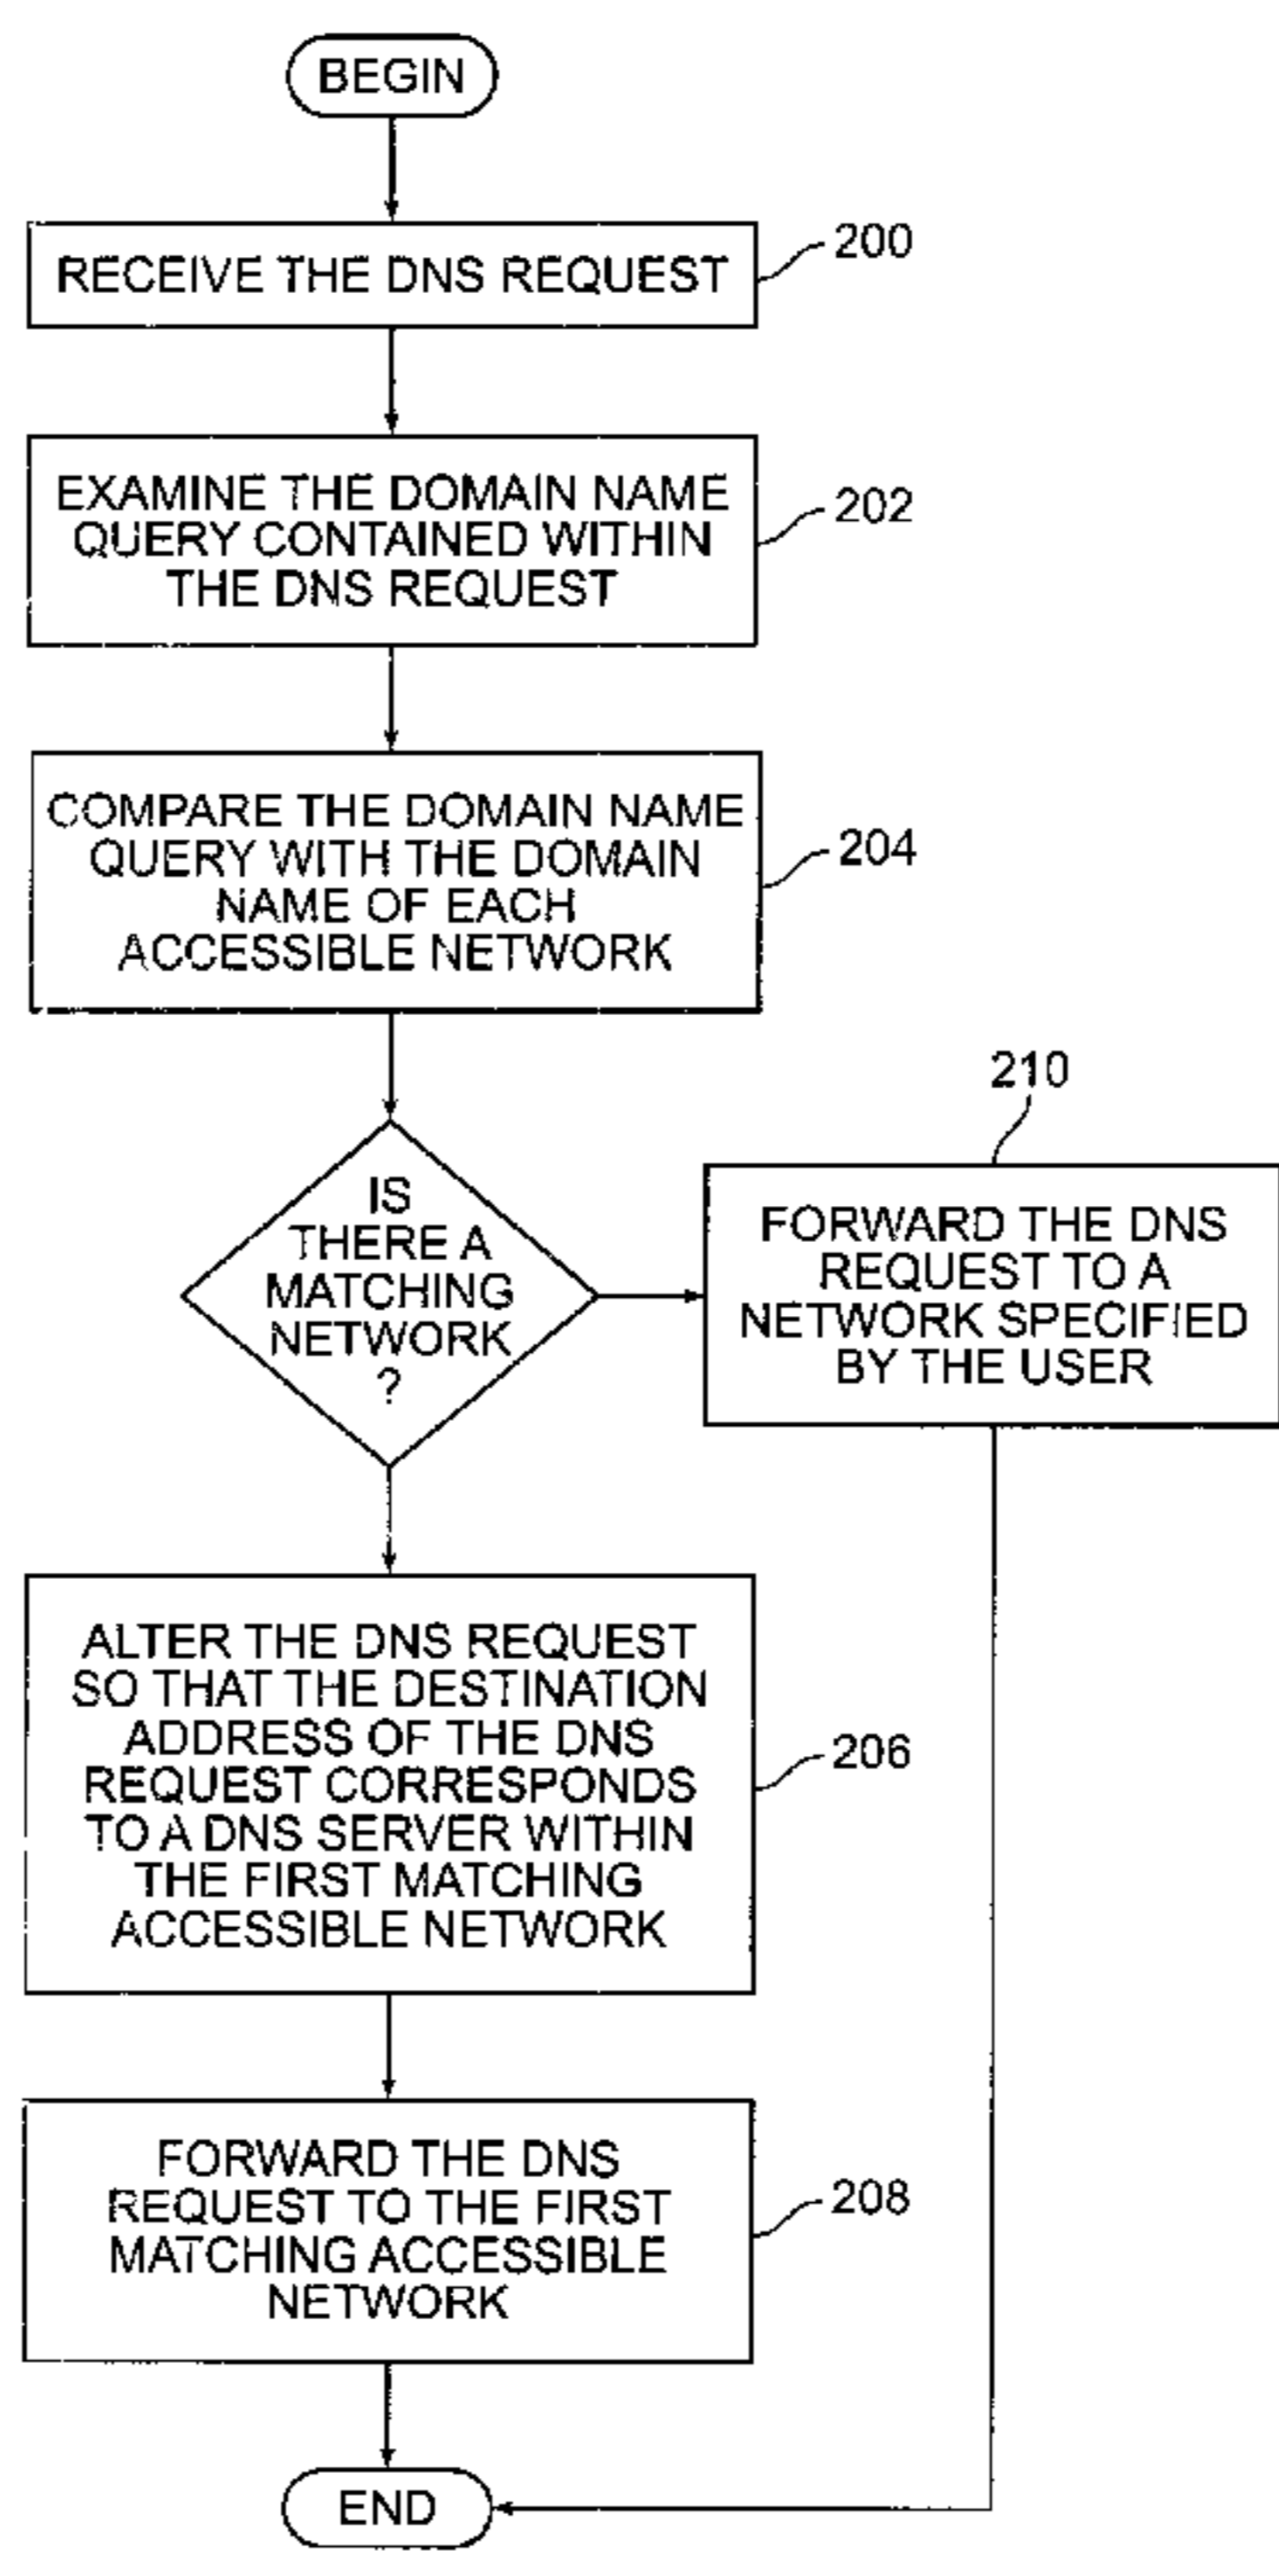 BEGIN
RECEIVE THE DNS REQUEST
200
EXAMINE THE DOMAIN NAME
QUERY CONTAINED WITHIN
THE DNS REQUEST
202
COMPARE THE DOMAIN NAME
QUERY WITH THE DOMAIN
NAME OF EACH
ACCESSIBLE NETWORK
204
IS
THERE A
MATCHING
NETWORK
?
210
FORWARD THE DNS
REQUEST TO A
NETWORK SPECIFIED
BY THE USER
ALTER THE DNS REQUEST
SO THAT THE DESTINATION
ADDRESS OF THE DNS
REQUEST CORRESPONDS
TO A DNS SERVER WITHIN
THE FIRST MATCHING
ACCESSIBLE NETWORK
206
FORWARD THE DNS
REQUEST TO THE FIRST
MATCHING ACCESSIBLE
NETWORK
208
END